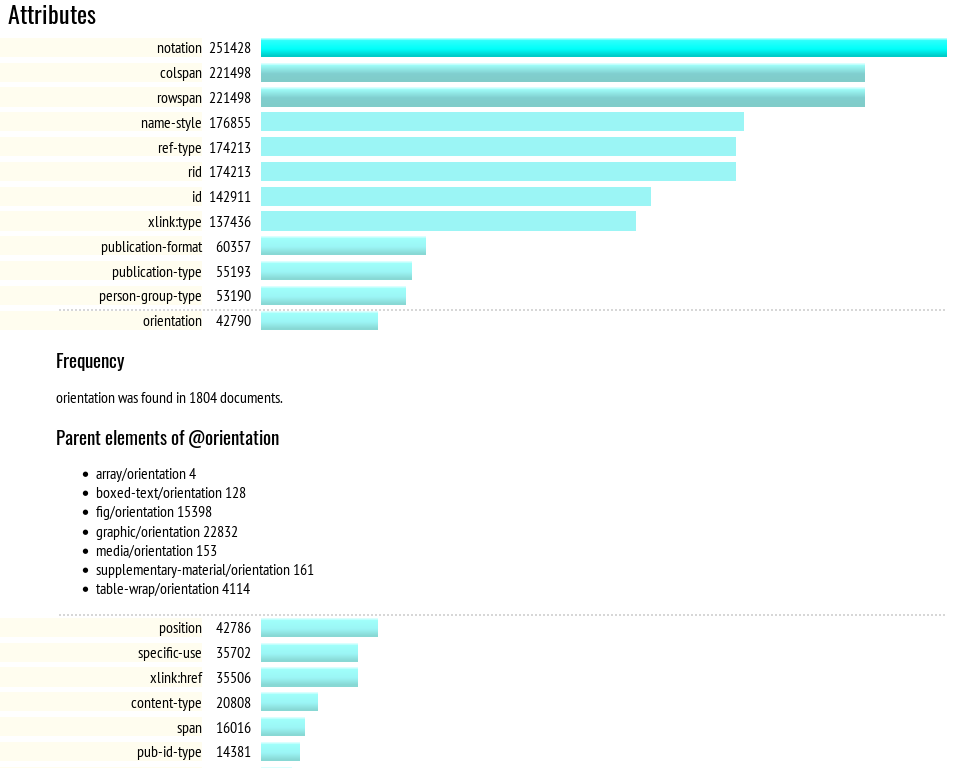 Attributes
notation 251428
colspan 221498
rowspan 221498
name-style 176855
ref-type 174213
rid 174213
id 142911
xlink:type 137436
publication-format 60357
publication-type 55193
person-group-type 53190
orientation 42790
Frequency
orientation was found in 1804 documents.
Parent elements of @orientation
• array/orientation 4
• boxed-text/orientation 128
• fig/orientation 15398
• graphic/orientation 22832
• media/orientation 153
• supplementary-material/orientation 161
• table-wrap/orientation 4114
position 42786
specific-use 35702
xlink:href 35506
content-type 20808
span 16016
pub-id-type 14381